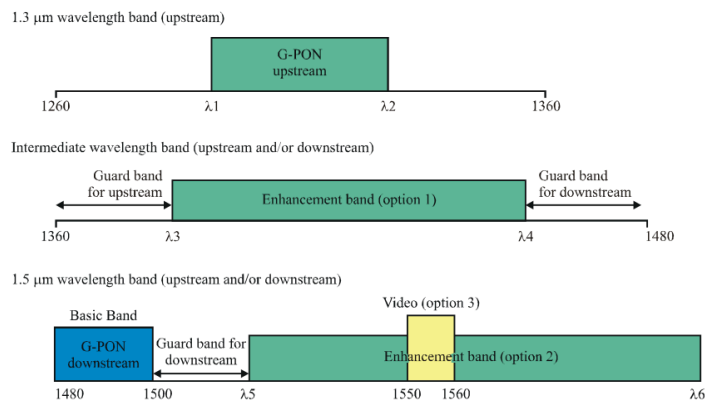 1.3 μm wavelength band (upstream)
G-PON
upstream
1260
λ1
λ2
1360
Intermediate wavelength band (upstream and/or downstream)
Guard band
for upstream
Enhancement band (option 1)
Guard band
for downstream
1360
λ3
λ4
1480
1.5 μm wavelength band (upstream and/or downstream)
Basic Band
Video (option 3)
G-PON
downstream
Guard band for
downstream
Enhancement band (option 2)
1480
1500
λ5
1550
1560
λ6